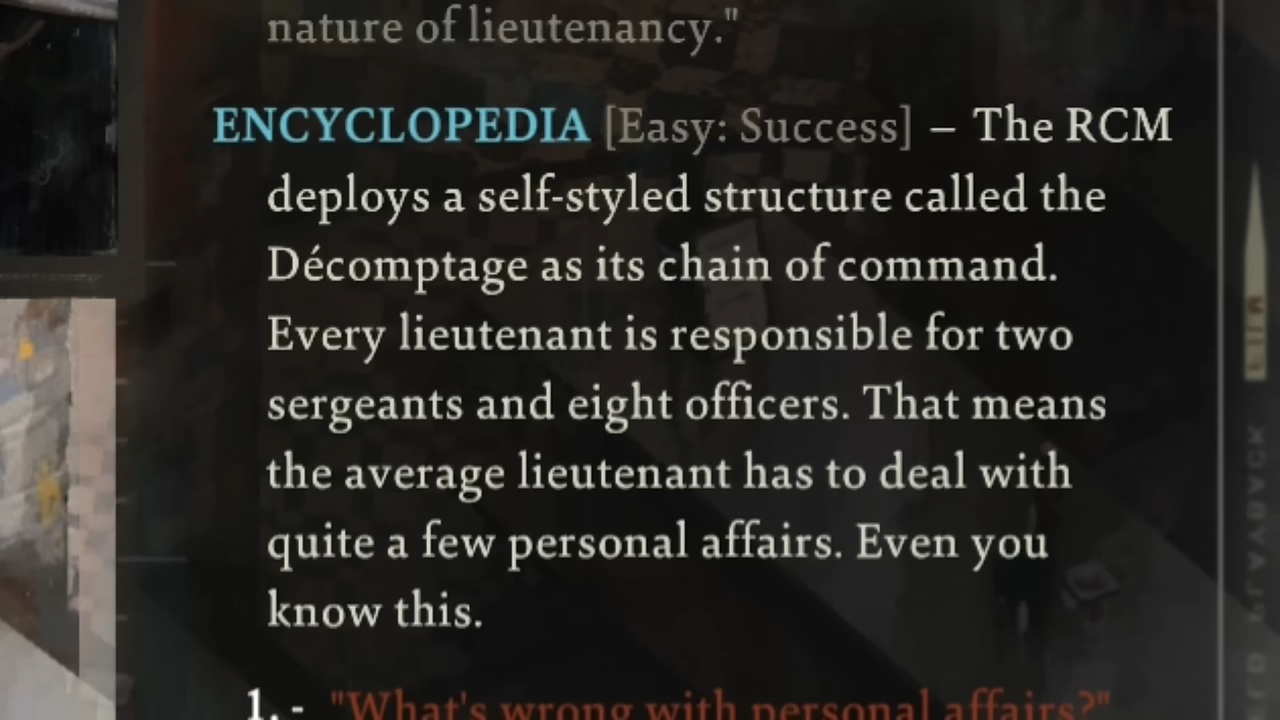 nature of lieutenancy."
ENCYCLOPEDIA [Easy: Success] – The RCM
deploys a self-styled structure called the
Décomptage as its chain of command.
Every lieutenant is responsible for two
sergeants and eight officers. That means
the average lieutenant has to deal with
quite a few personal affairs. Even you
know this.
1. - "What's wrong with personal affairs?"